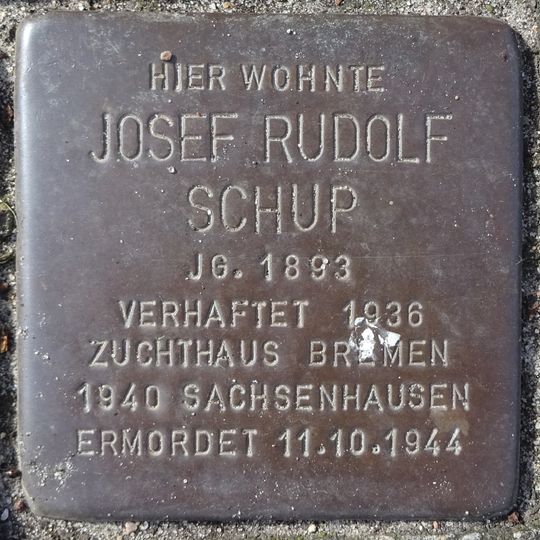 HIER WOHNTE
JOSEF RUDOLF
SCHUP
JG. 1893
VERHAFTET 1936
ZUCHTHAUS BREMEN
1940 SACHSENHAUSEN
ERMORDET 11.10.1944